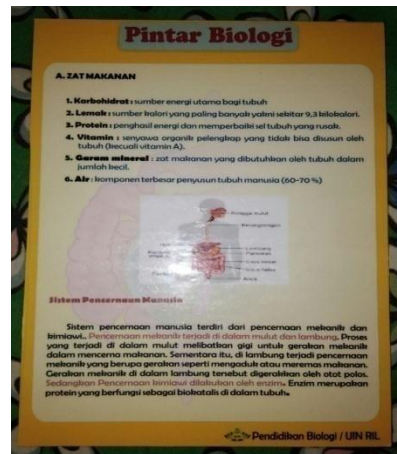 Pintar Biologi
A. ZAT MAKANAN
1. Karbohidrat : sumber energi utama bagi tubuh
2. Lemak : sumber kalori yang paling banyak yakni sekitar 9,3 kilokalori.
3. Protein : penghasil energi dan memperbaiki sel tubuh yang rusak.
4. Vitamin : senyawa organik pelengkap yang tidak bisa disusun oleh
tubuh (kecuali vitamin A).
5. Garam mineral : zat makanan yang dibutuhkan oleh tubuh dalam
jumlah kecil.
6. Air : komponen terbesar penyusun tubuh manusia (60-70 %)
Rongga mulut
Kerongkongan
Lambung
Pankreas
Anus
Sistem Pencernaan Manusia
Sistem pencernaan manusia terdiri dari pencernaan mekanik dan
kimiawi. Pencernaan mekanik terjadi di dalam mulut dan lambung. Proses
yang terjadi di dalam mulut melibatkan gigi untuk gerakan mekanik
dalam mencerna makanan. Sementara itu, di lambung terjadi pencernaan
mekanik yang berupa gerakan seperti mengaduk atau meremas makanan.
Gerakan mekanik di dalam lambung tersebut digerakkan oleh otot polos.
Sedangkan Pencernaan kimiawi dilakukan oleh enzim. Enzim merupakan
protein yang berfungsi sebagai biokatalis di dalam tubuh.
Pendidikan Biologi / UIN RIL